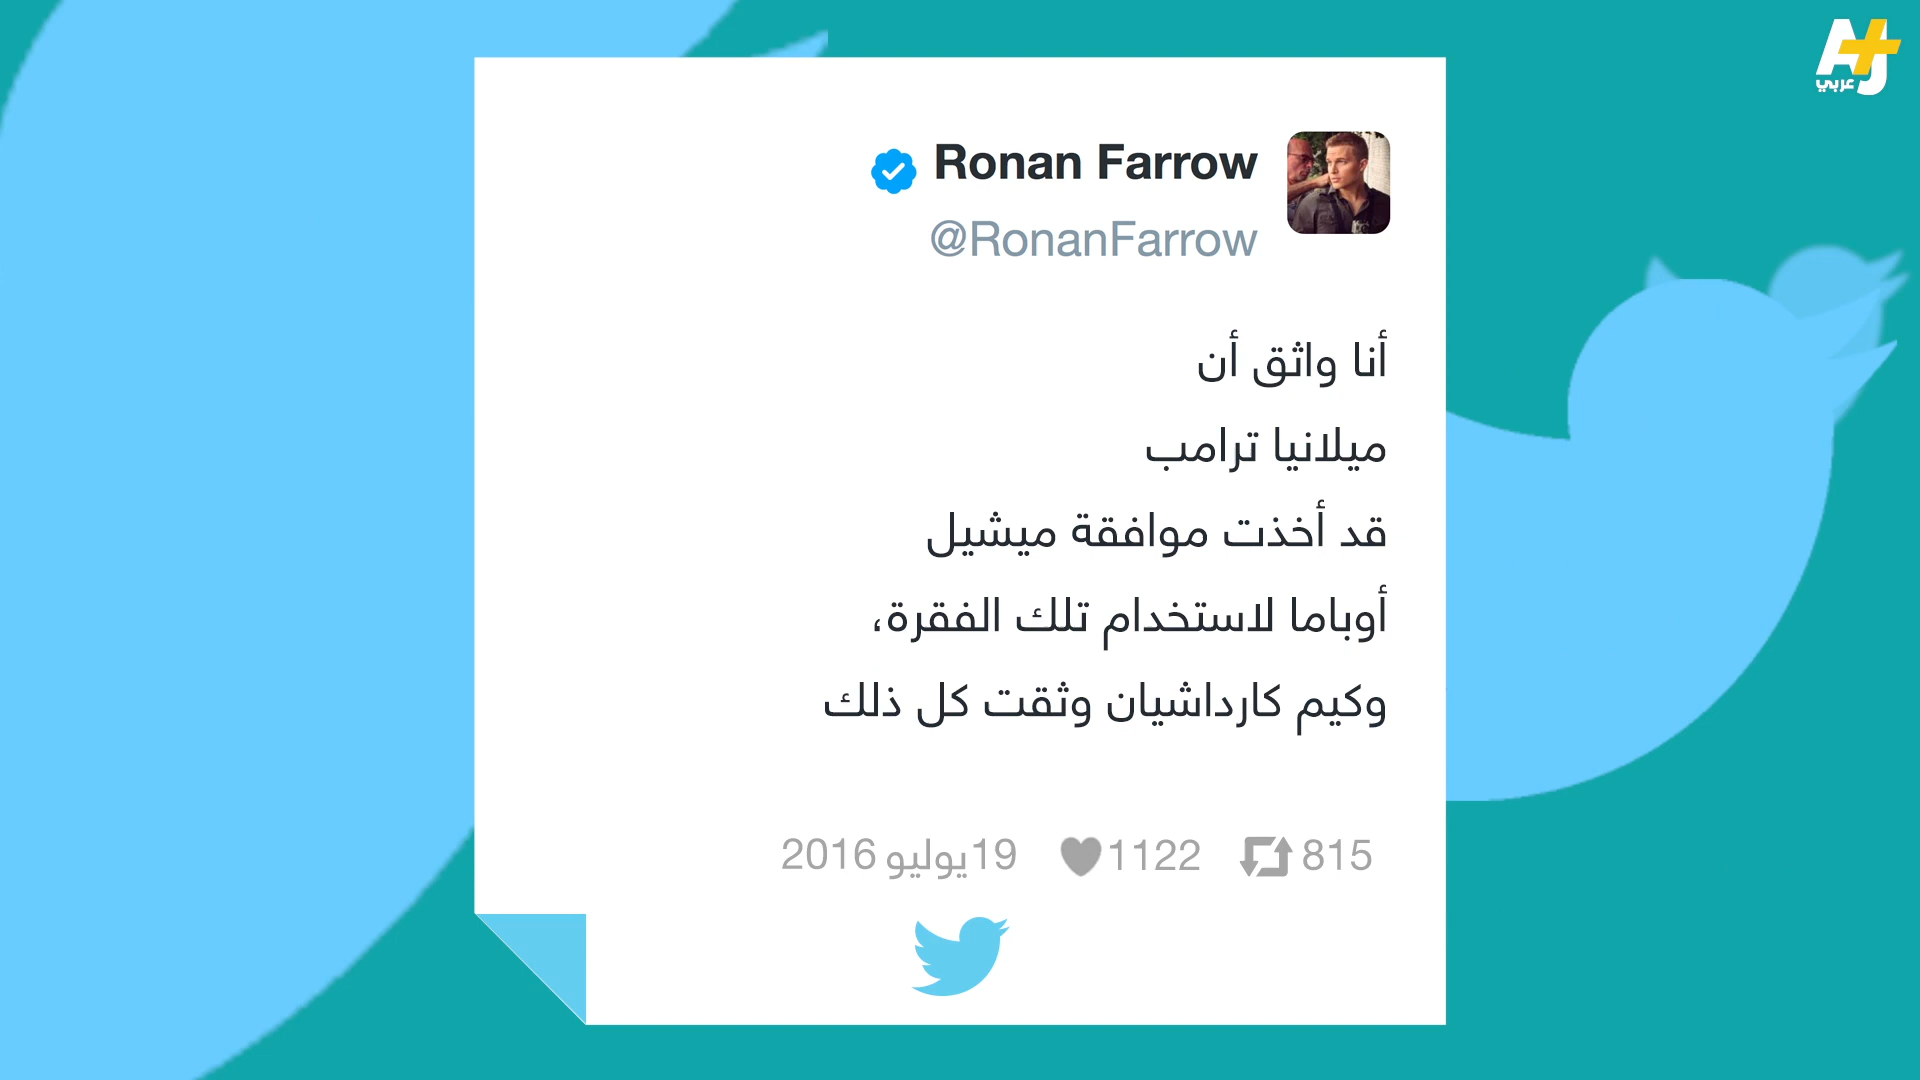 عربي
Ronan Farrow
@RonanFarrow
أنا واثق أن
ميلانيا ترامب
قد أخذت موافقة ميشيل
أوباما لاستخدام تلك الفقرة،
وكيم كارداشيان وثقت كل ذلك
815 1122 19 يوليو 2016